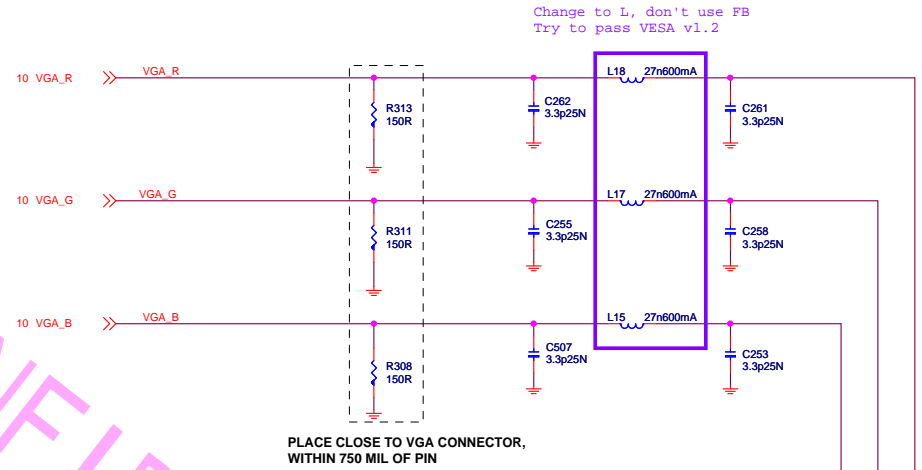 Change to L, don't use FB
Try to pass VESA v1.2
10 VGA_R
VGA_R
L18
27n600mA
R313
150R
C262
3.3p25N
C261
3.3p25N
10 VGA_G
VGA_G
L17
27n600mA
R311
150R
C255
3.3p25N
C258
3.3p25N
10 VGA_B
VGA_B
L15
27n600mA
R308
150R
C507
3.3p25N
C253
3.3p25N
PLACE CLOSE TO VGA CONNECTOR,
WITHIN 750 MIL OF PIN